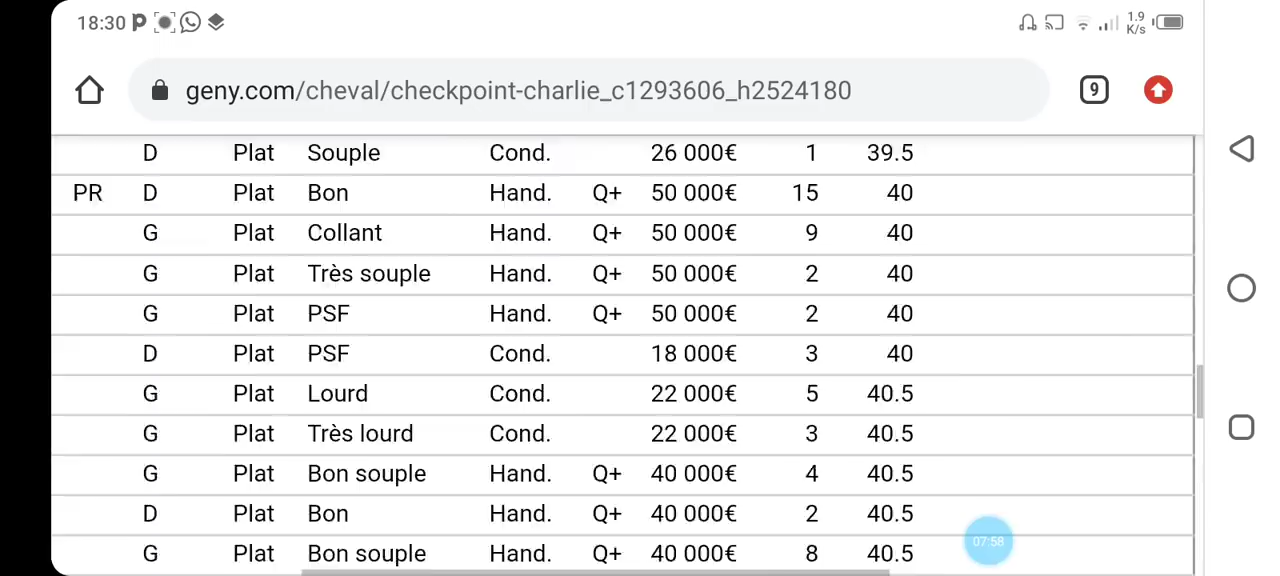 18:30 P 1.9 K/s
geny.com/cheval/checkpoint-charlie_c1293606_h2524180 9
D Plat Souple Cond. 26 000€ 1 39.5
PR D Plat Bon Hand. Q+ 50 000€ 15 40
G Plat Collant Hand. Q+ 50 000€ 9 40
G Plat Très souple Hand. Q+ 50 000€ 2 40
G Plat PSF Hand. Q+ 50 000€ 2 40
D Plat PSF Cond. 18 000€ 3 40
G Plat Lourd Cond. 22 000€ 5 40.5
G Plat Très lourd Cond. 22 000€ 3 40.5
G Plat Bon souple Hand. Q+ 40 000€ 4 40.5
D Plat Bon Hand. Q+ 40 000€ 2 40.5
G Plat Bon souple Hand. Q+ 40 000€ 8 40.5
07:58